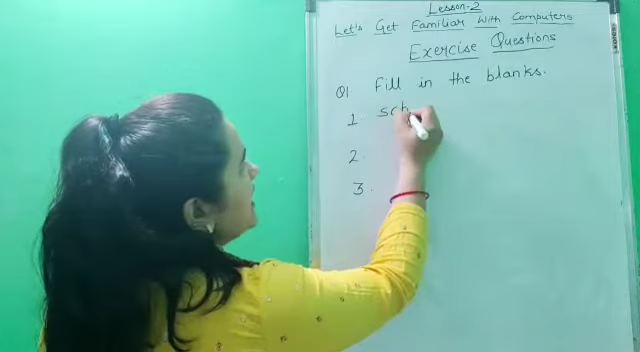 Lesson-2
Let's Get Familiar With Computers
Exercise Questions
Q1. Fill in the blanks.
1. sch
2.
3.